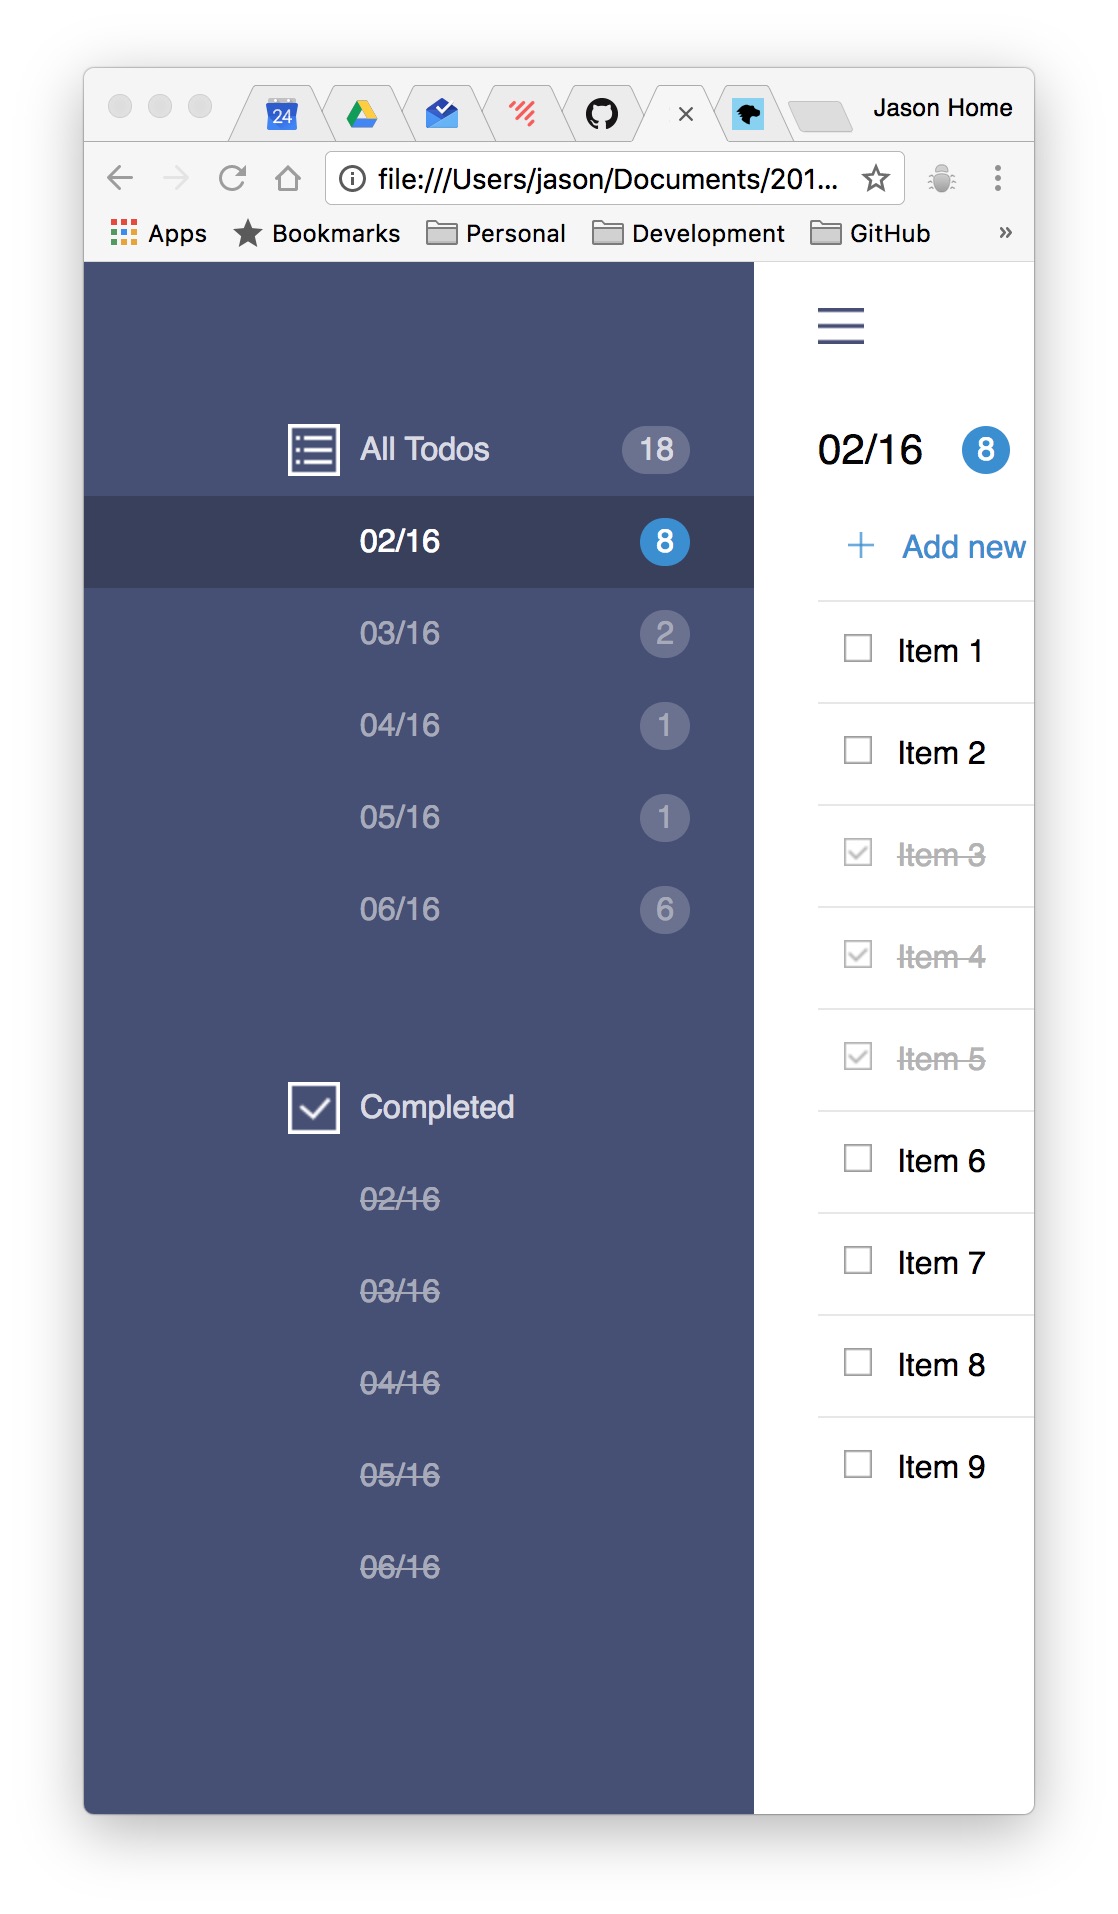 24
Jason Home
file:///Users/jason/Documents/201...
Apps Bookmarks Personal Development GitHub »
All Todos 18
02/16 8
03/16 2
04/16 1
05/16 1
06/16 6
Completed
02/16
03/16
04/16
05/16
06/16
02/16 8
Add new
Item 1
Item 2
Item 3
Item 4
Item 5
Item 6
Item 7
Item 8
Item 9